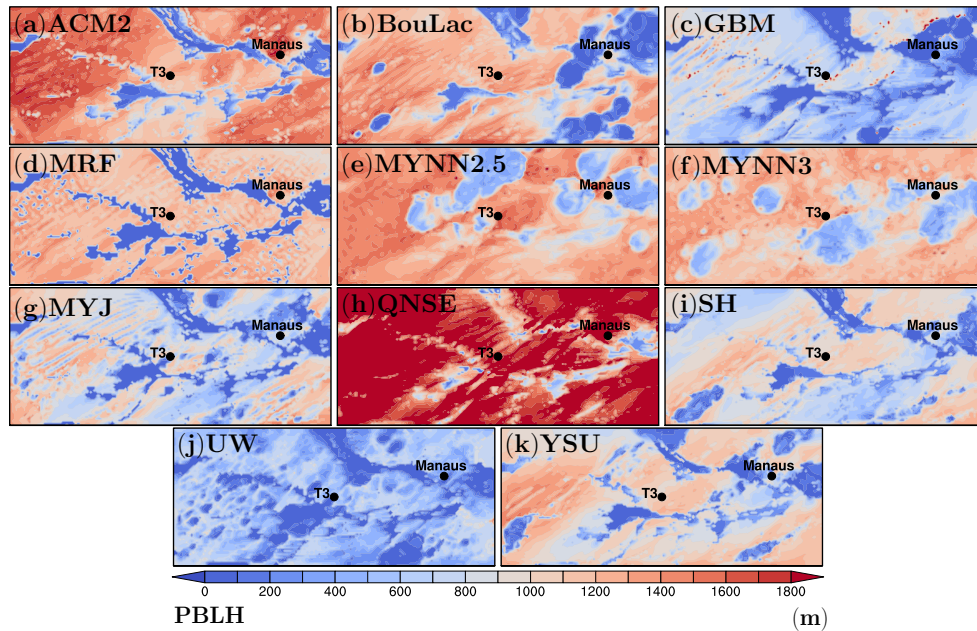 (a)ACM2
Manaus
T3
(b)BouLac
Manaus
T3
(c)GBM
Manaus
T3
(d)MRF
Manaus
T3
(e)MYNN2.5
Manaus
T3
(f)MYNN3
Manaus
T3
(g)MYJ
Manaus
T3
(h)QNSE
Manaus
T3
(i)SH
Manaus
T3
(j)UW
Manaus
T3
(k)YSU
Manaus
T3
0 200 400 600 800 1000 1200 1400 1600 1800
PBLH (m)